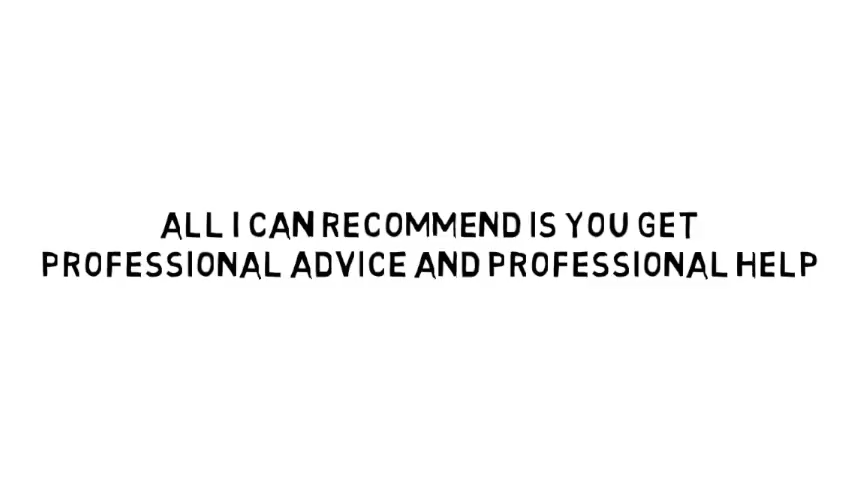 ALL I CAN RECOMMEND IS YOU GET
PROFESSIONAL ADVICE AND PROFESSIONAL HELP